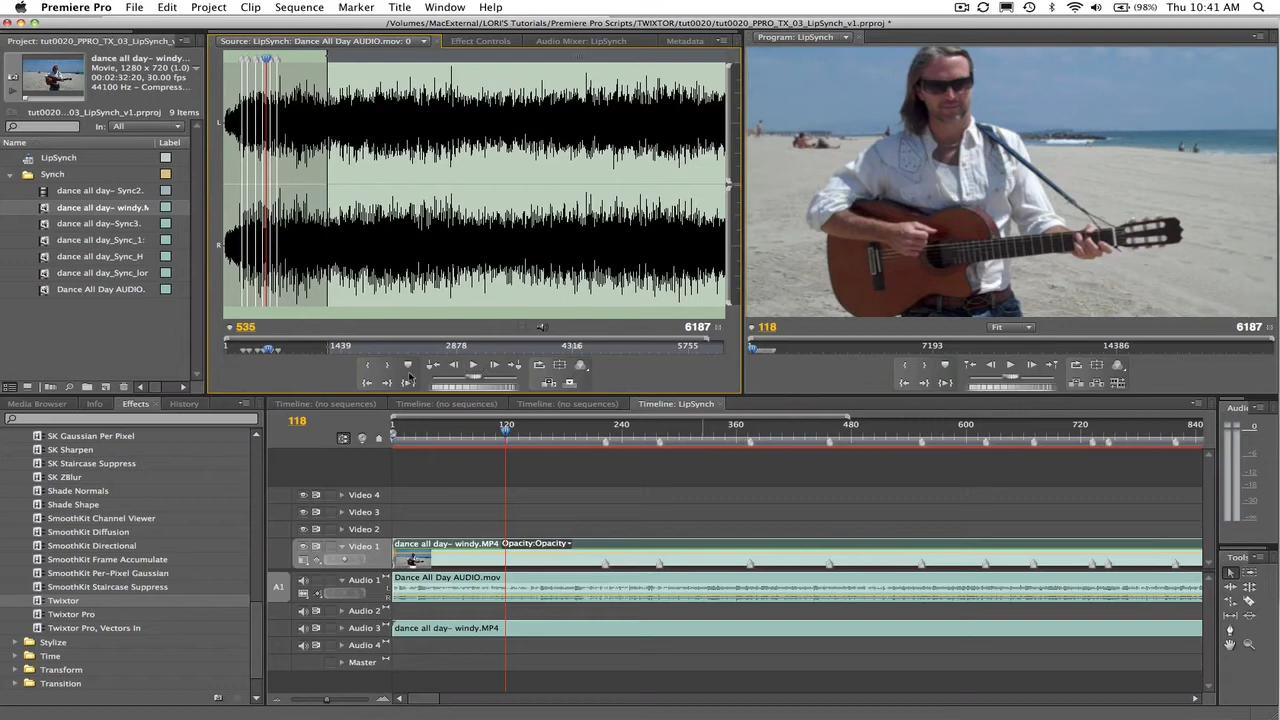 Premiere Pro File Edit Project Clip Sequence Marker Title Window Help (98%) Thu 10:41 AM
/Volumes/MacExternal/LORI'S Tutorials/Premiere Pro Scripts/TWIXTOR/tut0020/tut0020_PPRO_TX_03_LipSynch_v1.prproj *
Project: tut0020_PPRO_TX_03_LipSynch_v
Source: LipSynch: Dance All Day AUDIO.mov: 0
Effect Controls
Audio Mixer: LipSynch
Metadata
Program: LipSynch
dance all day- windy...
Movie, 1280 x 720 (1.0)
00:02:32:20, 30.00 fps
44100 Hz - Compress...
tut0020...03_LipSynch_v1.prproj 9 Items
In: All
Name Label
LipSynch
Synch
dance all day- Sync2.
dance all day- windy.M
dance all day- Sync3.
dance all day_Sync_1:
dance all day_Sync_H
dance all day_Sync_lor
Dance All Day AUDIO.
L
R
535 6187
1 1439 2878 4316 5755
118 Fit 6187
7193 14386
Media Browser Info Effects History
SK Gaussian Per Pixel
SK Sharpen
SK Staircase Suppress
SK ZBlur
Shade Normals
Shade Shape
SmoothKit Channel Viewer
SmoothKit Diffusion
SmoothKit Directional
SmoothKit Frame Accumulate
SmoothKit Per-Pixel Gaussian
SmoothKit Staircase Suppress
Twixtor
Twixtor Pro
Twixtor Pro, Vectors In
Stylize
Time
Transform
Transition
Timeline: (no sequences) Timeline: (no sequences) Timeline: (no sequences) Timeline: LipSynch
118
1 120 240 360 480 600 720 840
Video 4
Video 3
Video 2
Video 1
dance all day- windy.MP4 Opacity:Opacity
A1 Audio 1
Dance All Day AUDIO.mov
L
R
Audio 2
Audio 3 dance all day- windy.MP4
Audio 4
Master
Audio
0
-6
-12
-18
-30
Tools